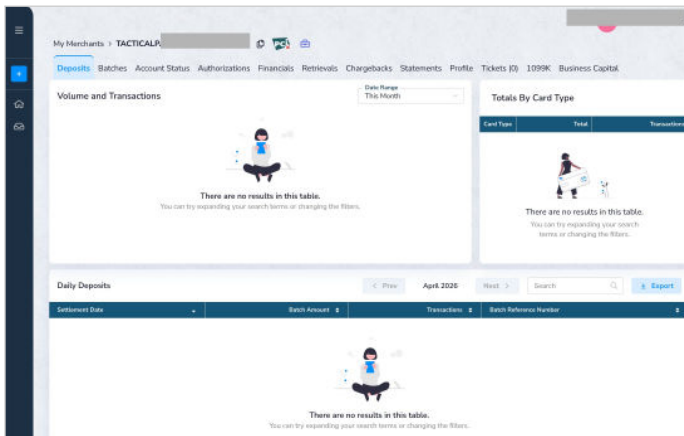 My Merchants > TACTICALP
PCI
Deposits Batches Account Status Authorizations Financials Retrievals Chargebacks Statements Profile Tickets (0) 1099K Business Capital
Volume and Transactions
Date Range
This Month
There are no results in this table.
You can try expanding your search terms or changing the filters.
Totals By Card Type
Card Type Total Transactions
There are no results in this table.
You can try expanding your search
terms or changing the filters.
Daily Deposits
< Prev April 2026 Next > Search Export
Settlement Date Batch Amount Transactions Batch Reference Number
There are no results in this table.
You can try expanding your search terms or changing the filters.